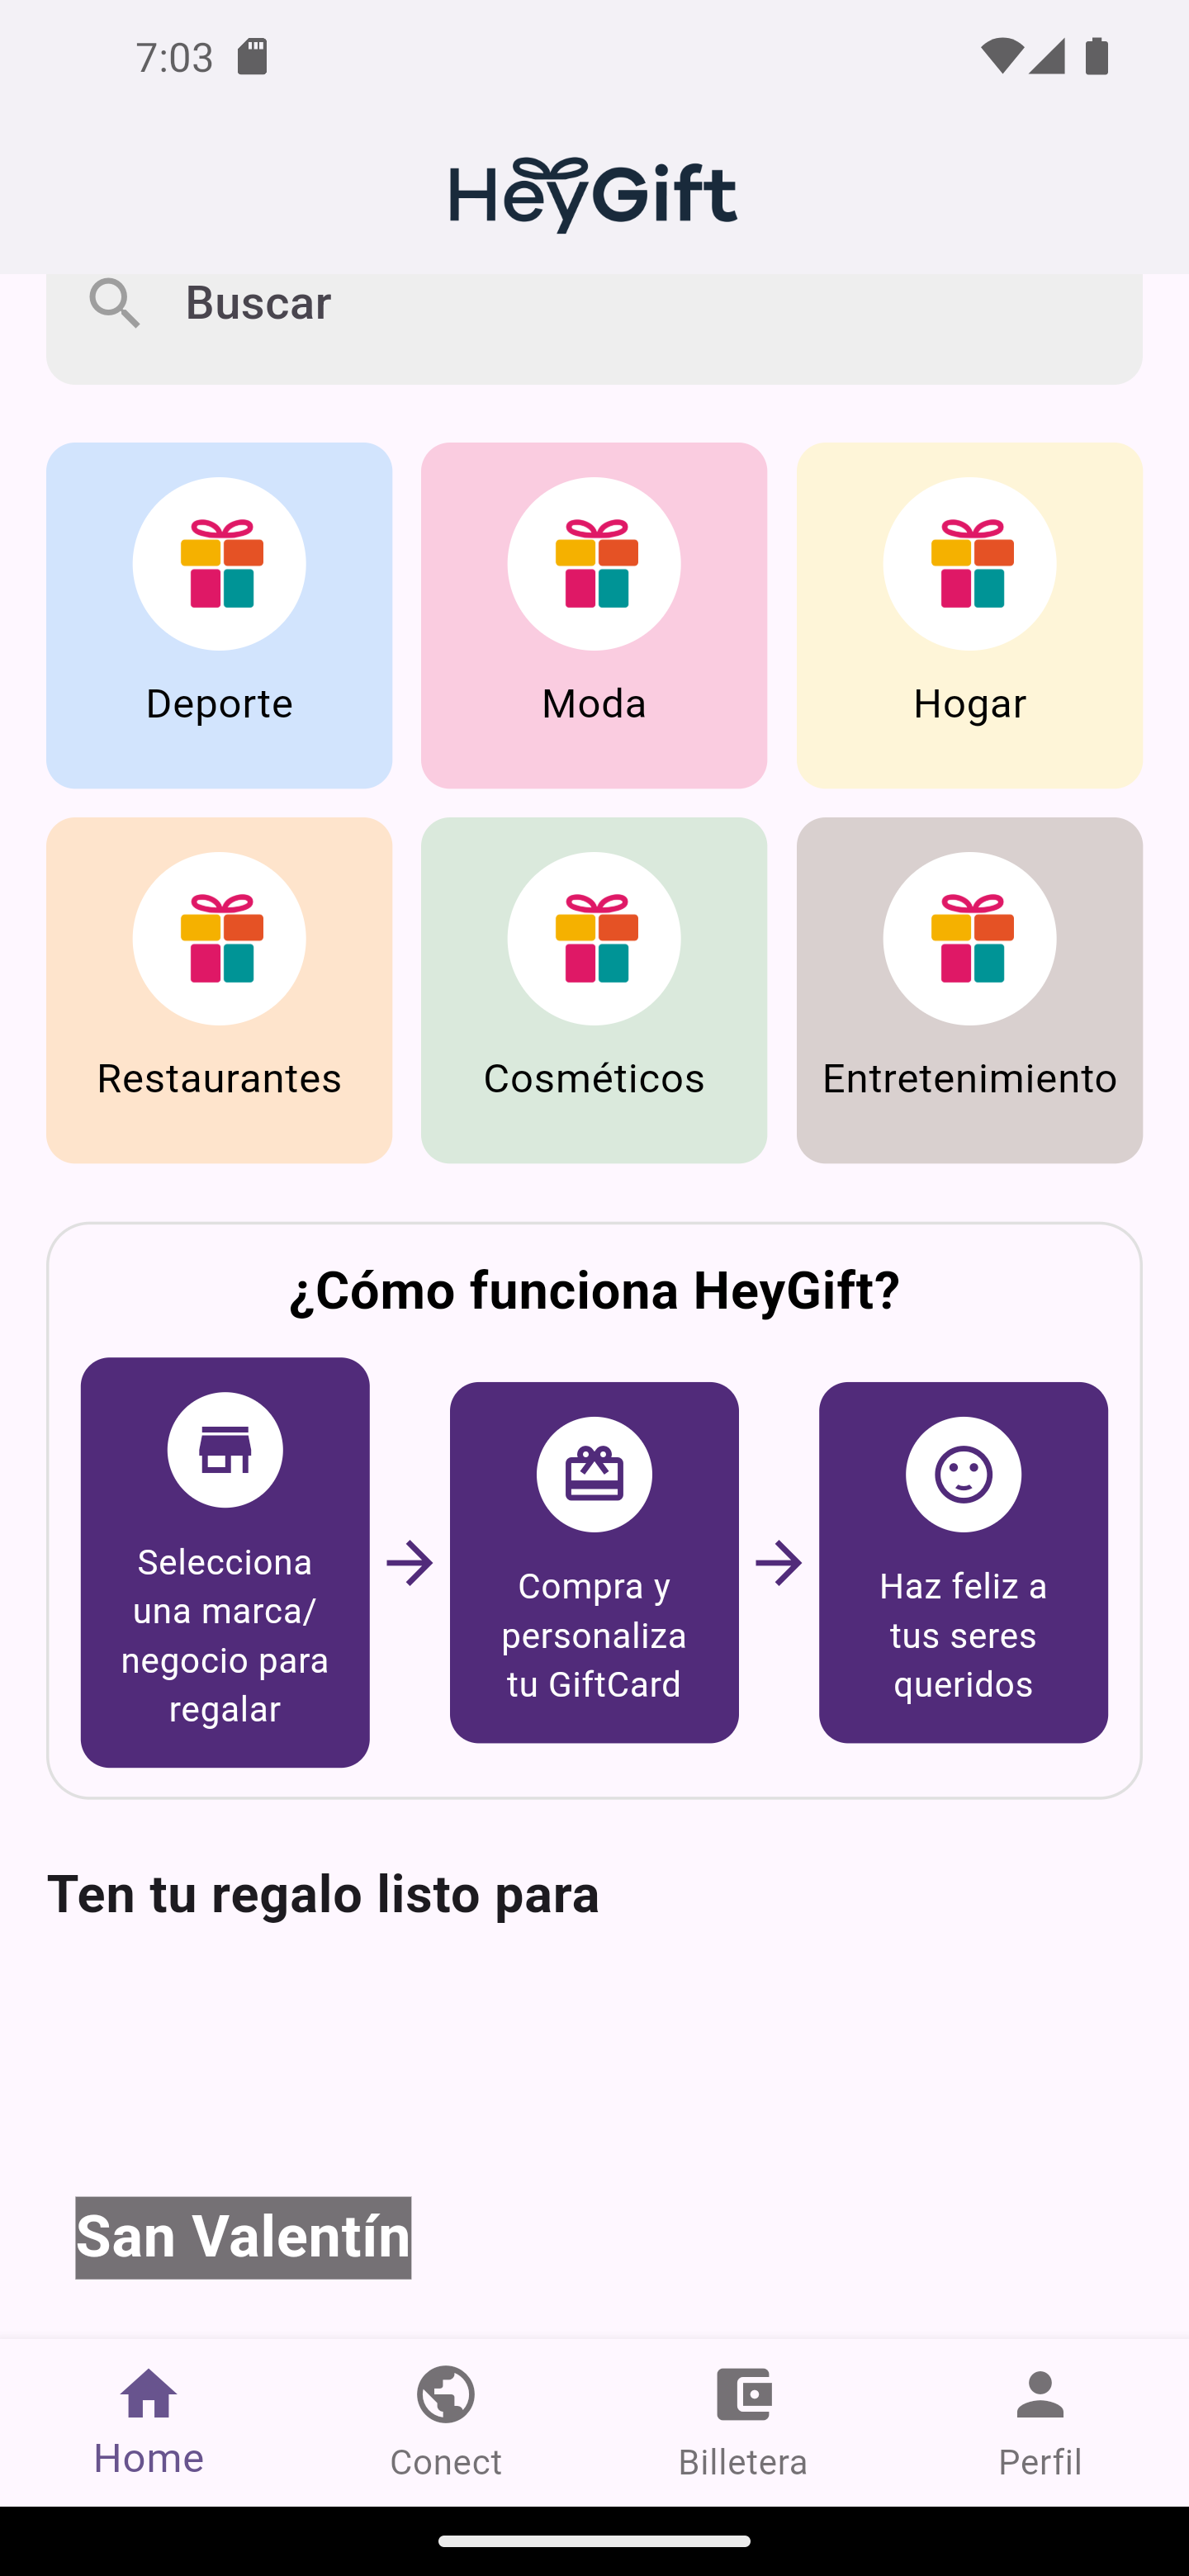 7:03
HeyGift
Buscar
Deporte
Moda
Hogar
Restaurantes
Cosméticos
Entretenimiento
¿Cómo funciona HeyGift?
Selecciona
una marca/
negocio para
regalar
Compra y
personaliza
tu GiftCard
Haz feliz a
tus seres
queridos
Ten tu regalo listo para
San Valentín
Home
Conect
Billetera
Perfil